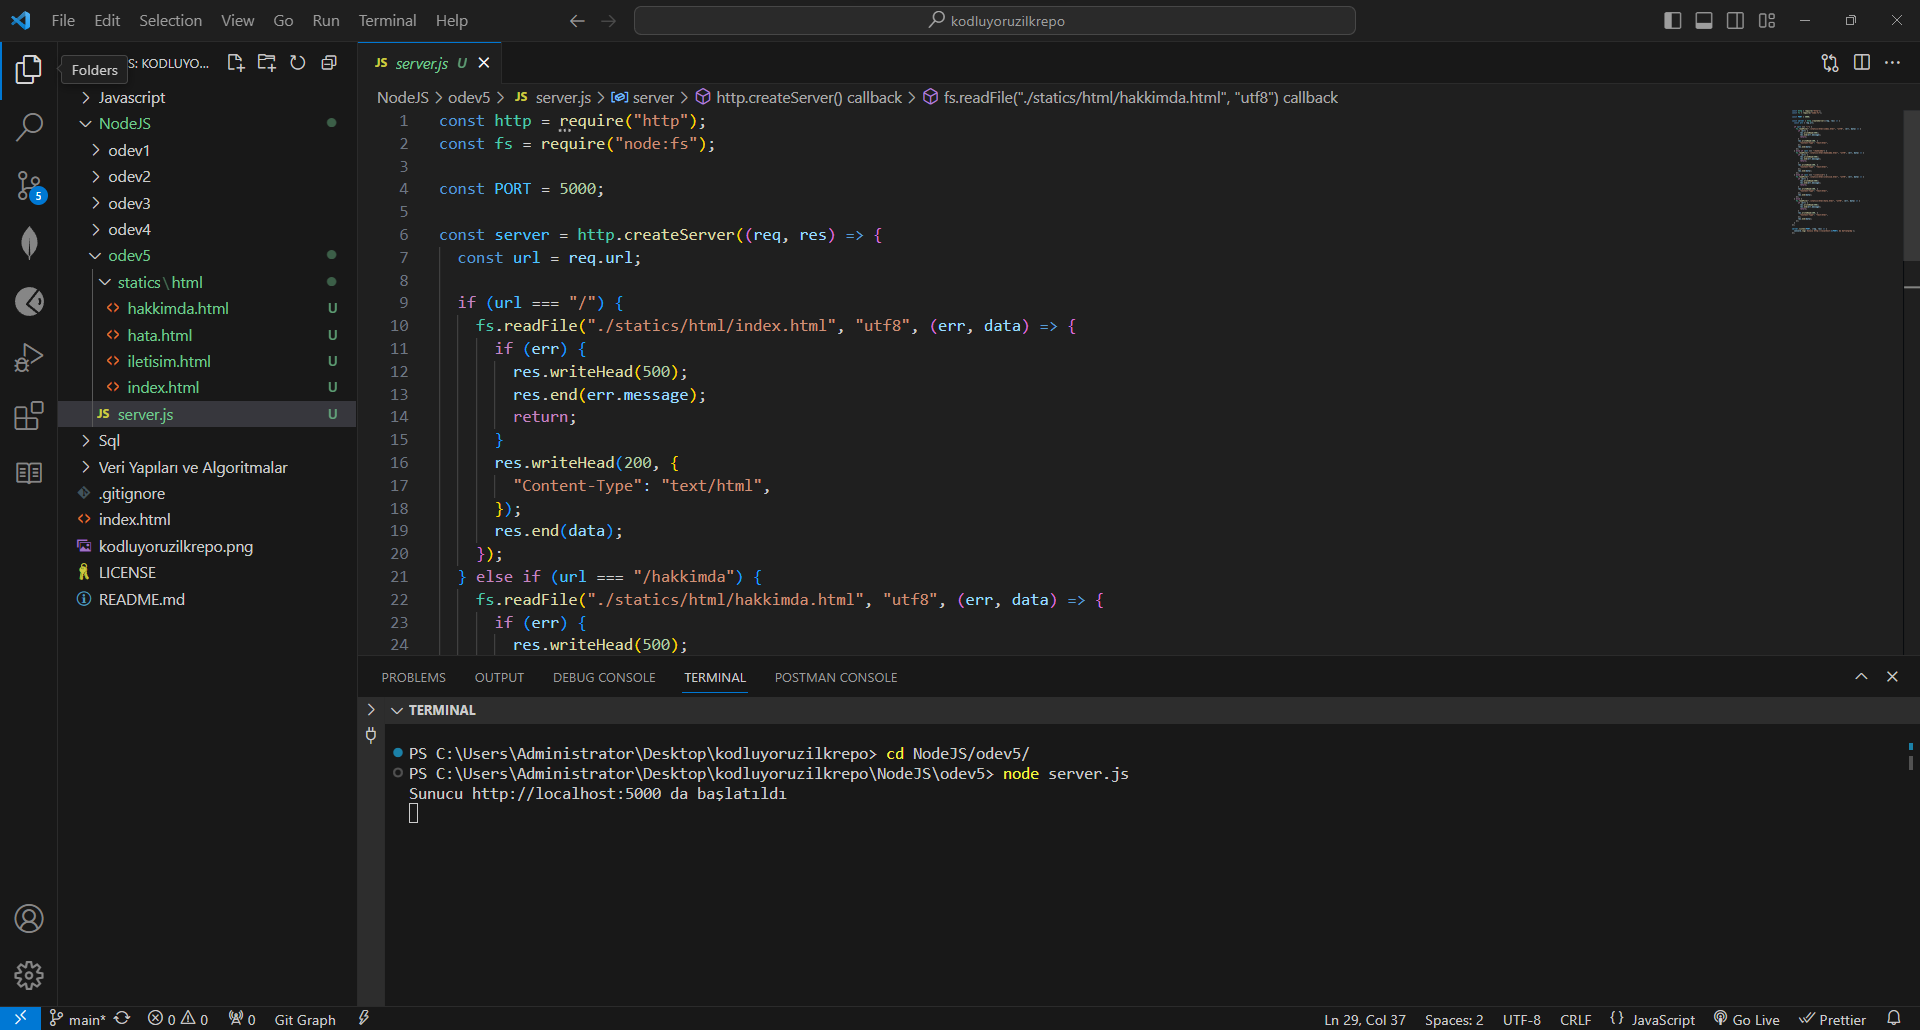 File Edit Selection View Go Run Terminal Help
kodluyoruzilkrepo
Folders
S: KODLUYO...
Javascript
NodeJS
odev1
odev2
odev3
odev4
odev5
statics\html
hakkimda.html U
hata.html U
iletisim.html U
index.html U
JS server.js U
Sql
Veri Yapıları ve Algoritmalar
.gitignore
index.html
kodluyoruzilkrepo.png
LICENSE
README.md
5
JS server.js U
NodeJS > odev5 > JS server.js > server > http.createServer() callback > fs.readFile("./statics/html/hakkimda.html", "utf8") callback
1 const http = require("http");
2 const fs = require("node:fs");
3
4 const PORT = 5000;
5
6 const server = http.createServer((req, res) => {
7 const url = req.url;
8
9 if (url === "/") {
10 fs.readFile("./statics/html/index.html", "utf8", (err, data) => {
11 if (err) {
12 res.writeHead(500);
13 res.end(err.message);
14 return;
15 }
16 res.writeHead(200, {
17 "Content-Type": "text/html",
18 });
19 res.end(data);
20 });
21 } else if (url === "/hakkimda") {
22 fs.readFile("./statics/html/hakkimda.html", "utf8", (err, data) => {
23 if (err) {
24 res.writeHead(500);
PROBLEMS OUTPUT DEBUG CONSOLE TERMINAL POSTMAN CONSOLE
TERMINAL
PS C:\Users\Administrator\Desktop\kodluyoruzilkrepo> cd NodeJS/odev5/
PS C:\Users\Administrator\Desktop\kodluyoruzilkrepo\NodeJS\odev5> node server.js
Sunucu http://localhost:5000 da başlatıldı
main* 0 0 0 Git Graph Ln 29, Col 37 Spaces: 2 UTF-8 CRLF {} JavaScript Go Live Prettier